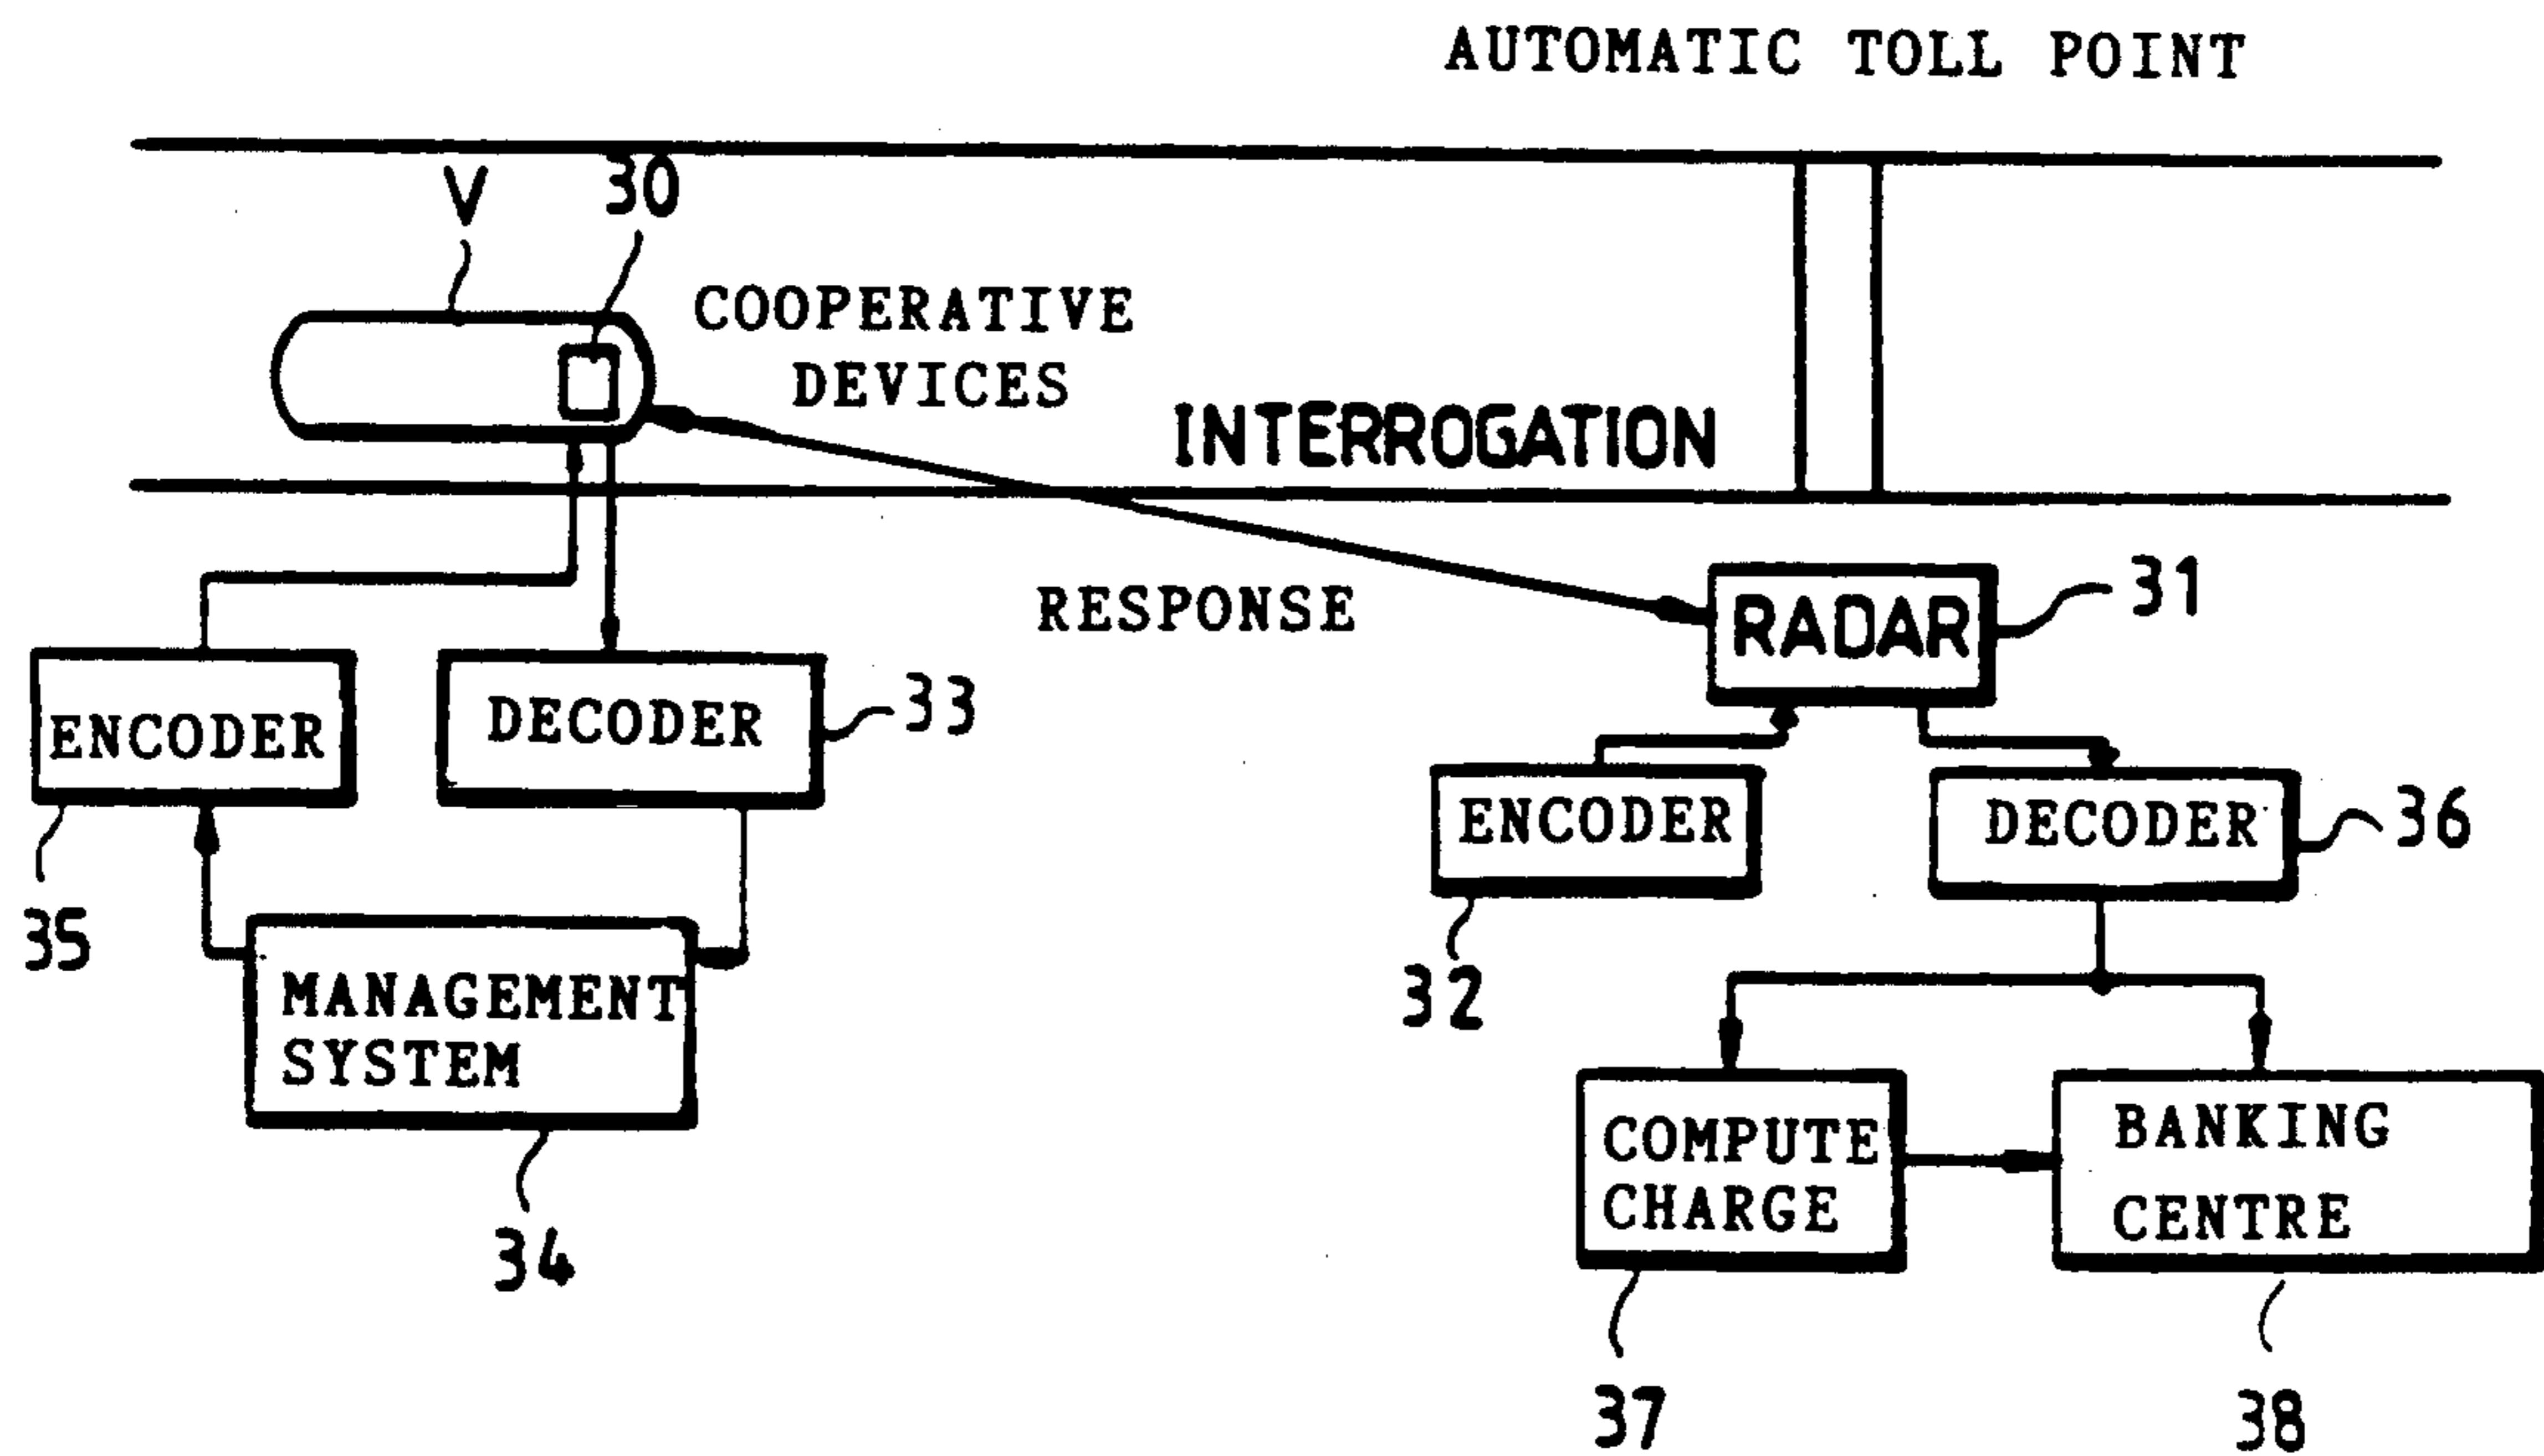 AUTOMATIC TOLL POINT
V
30
COOPERATIVE
DEVICES
INTERROGATION
RESPONSE
RADAR
31
ENCODER
35
DECODER
33
MANAGEMENT
SYSTEM
34
ENCODER
32
DECODER
36
COMPUTE
CHARGE
37
BANKING
CENTRE
38